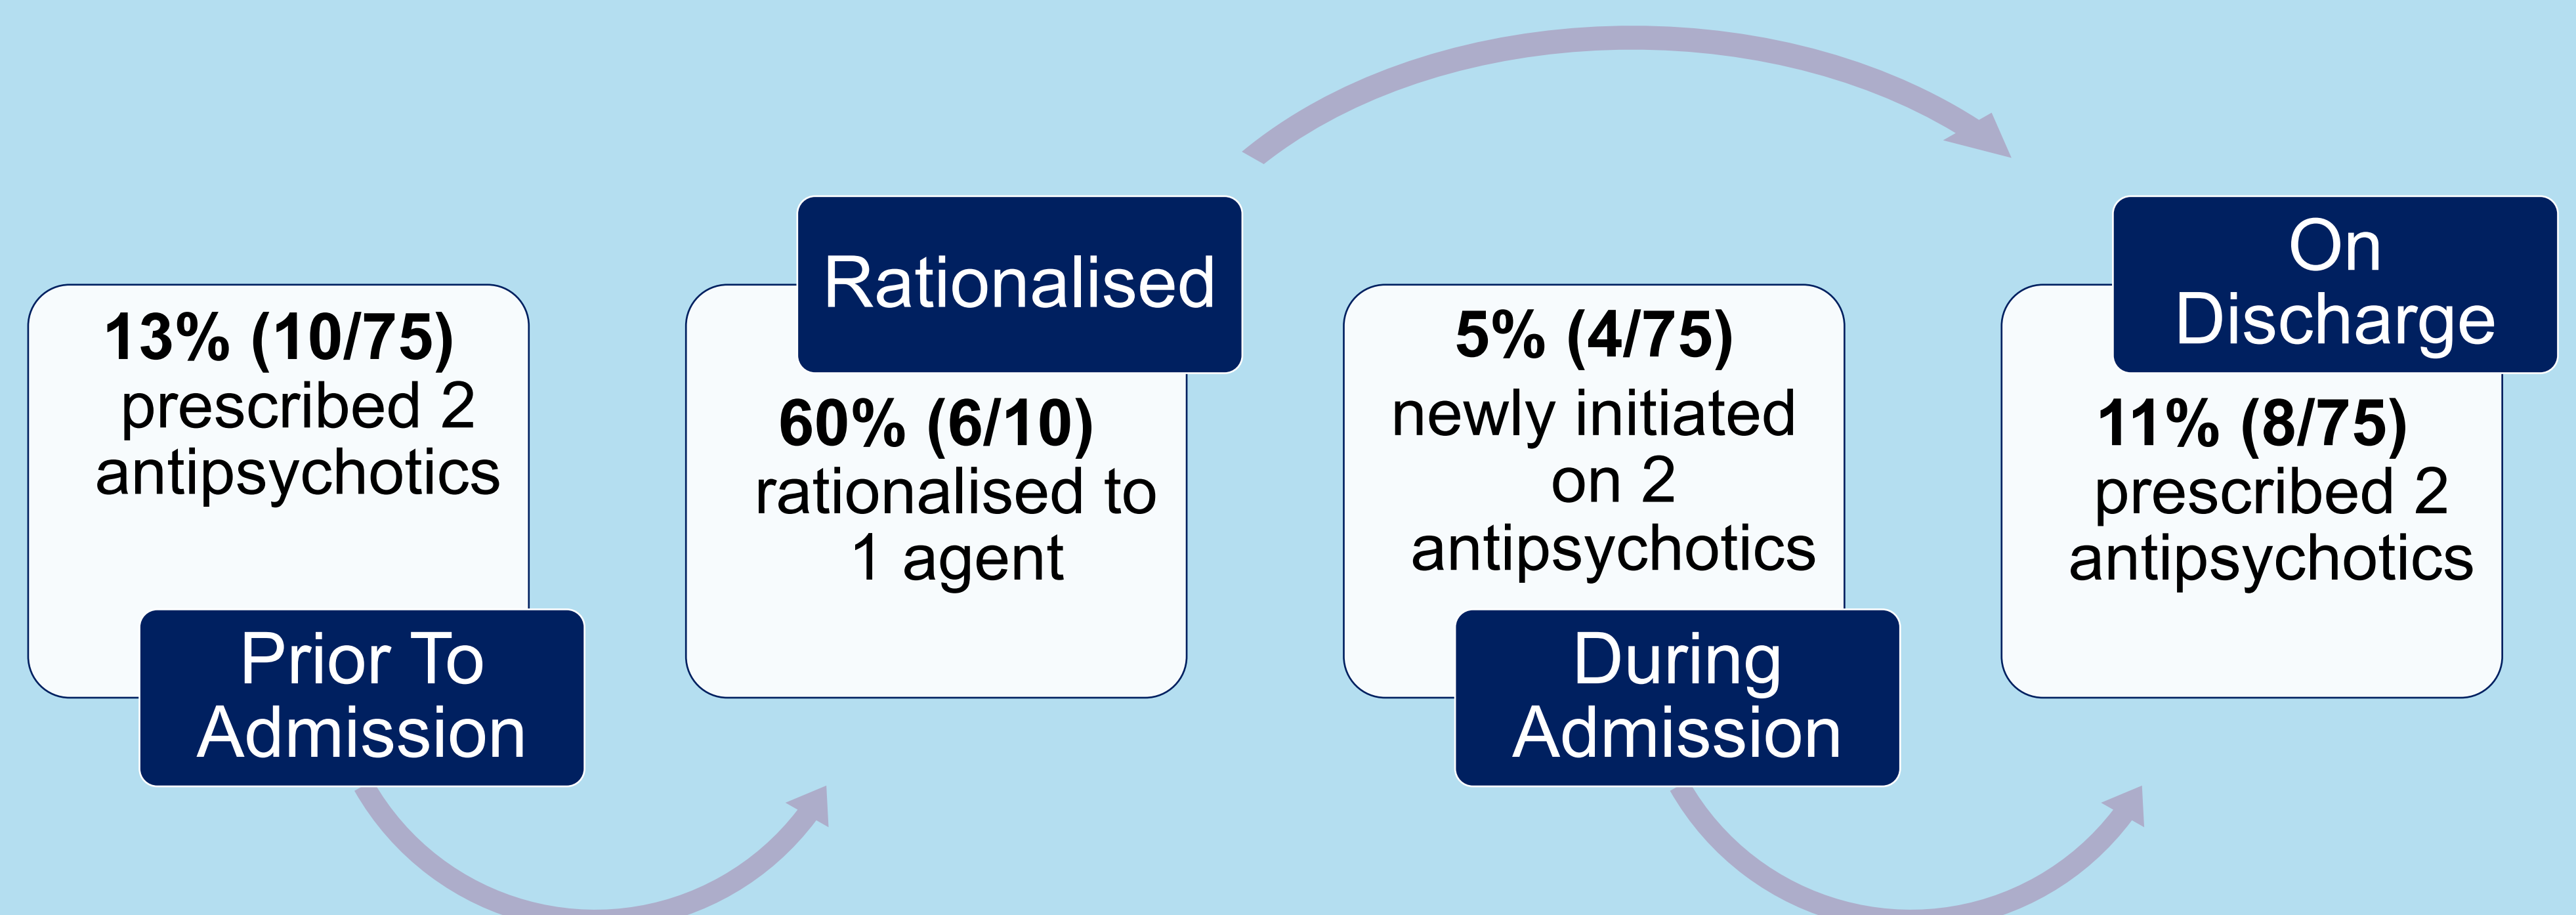 13% (10/75)
prescribed 2
antipsychotics
Prior To
Admission
Rationalised
60% (6/10)
rationalised to
1 agent
5% (4/75)
newly initiated
on 2
antipsychotics
During
Admission
On
Discharge
11% (8/75)
prescribed 2
antipsychotics